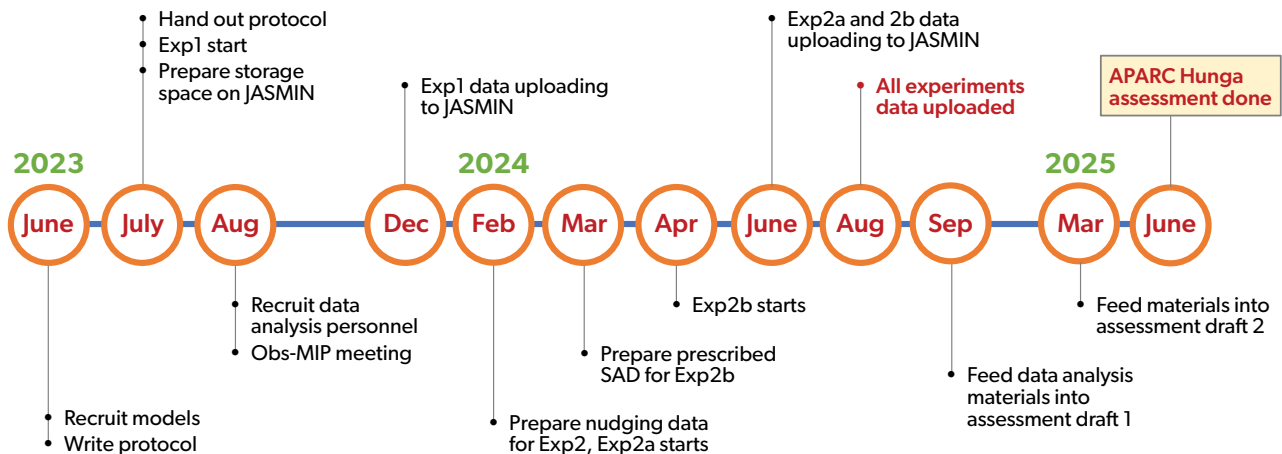 Hand out protocol
Exp1 start
Prepare storage
space on JASMIN
Exp1 data uploading
to JASMIN
Exp2a and 2b data
uploading to JASMIN
All experiments
data uploaded
APARC Hunga
assessment done
2023
2024
2025
June
July
Aug
Dec
Feb
Mar
Apr
June
Aug
Sep
Mar
June
Recruit models
Write protocol
Recruit data
analysis personnel
Obs-MIP meeting
Prepare nudging data
for Exp2, Exp2a starts
Prepare prescribed
SAD for Exp2b
Exp2b starts
Feed data analysis
materials into
assessment draft 1
Feed materials into
assessment draft 2